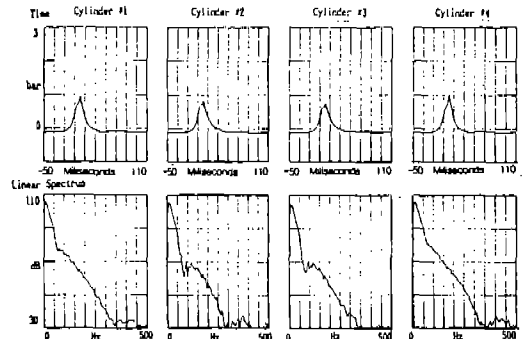 Time Cylinder #1 Cylinder #2 Cylinder #3 Cylinder #4
3
bar
0
-50 Milliseconds 110 -50 Milliseconds 110 -50 Milliseconds 110 -50 Milliseconds 110
Linear Spectrum
110
dB
30
0 Hz 500 0 Hz 500 0 Hz 500 0 Hz 500